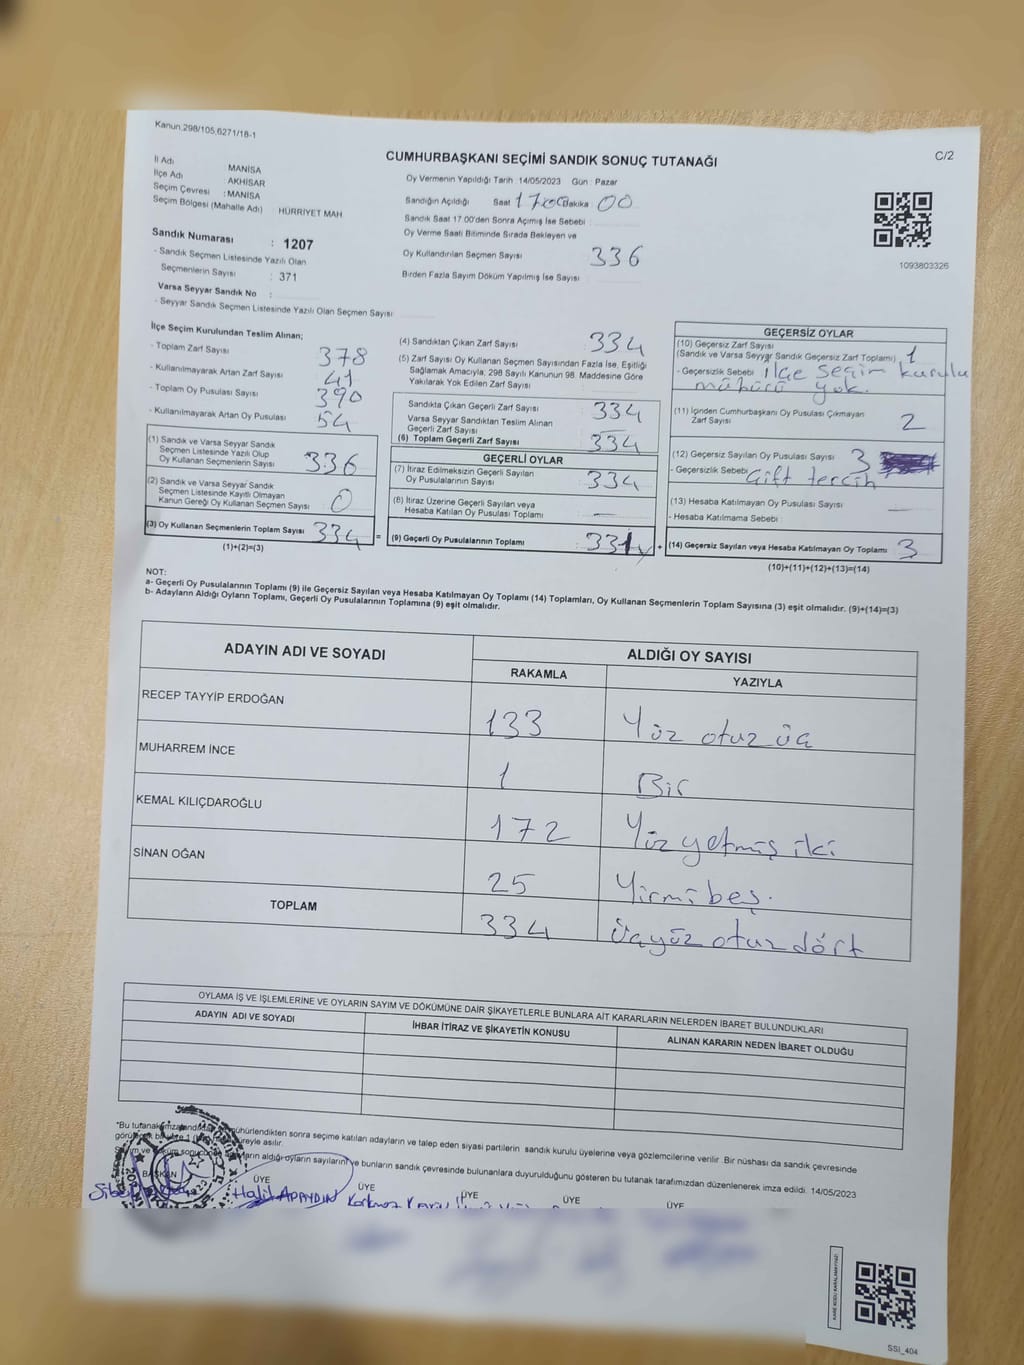 Kanun,298/105,6271/18-1
C/2
CUMHURBAŞKANI SEÇİMİ SANDIK SONUÇ TUTANAĞI
İl Adı MANİSA
İlçe Adı AKHİSAR
Seçim Çevresi : MANİSA
Seçim Bölgesi (Mahalle Adı) HÜRRİYET MAH
Sandık Numarası : 1207
- Sandık Seçmen Listesinde Yazılı Olan
Seçmenlerin Sayısı : 371
Varsa Seyyar Sandık No :
- Seyyar Sandık Seçmen Listesinde Yazılı Olan Seçmen Sayısı
Oy Vermenin Yapıldığı Tarih : 14/05/2023 Gün : Pazar
Sandığın Açıldığı Saat 17:00 Dakika 00
Sandık Saat 17.00'den Sonra Açılmış İse Sebebi :
Oy Verme Saati Bitiminde Sırada Bekleyen ve
Oy Kullandırılan Seçmen Sayısı 336
Birden Fazla Sayım Döküm Yapılmış İse Sayısı
1093803326
İlçe Seçim Kurulundan Teslim Alınan;
- Toplam Zarf Sayısı 378
- Kullanılmayarak Artan Zarf Sayısı 41
- Toplam Oy Pusulası Sayısı 390
- Kullanılmayarak Artan Oy Pusulası 54
(1) Sandık ve Varsa Seyyar Sandık
Seçmen Listesinde Yazılı Olup
Oy Kullanan Seçmenlerin Sayısı 336
(2) Sandık ve Varsa Seyyar Sandık
Seçmen Listesinde Kayıtlı Olmayan
Kanun Gereği Oy Kullanan Seçmen Sayısı 0
(3) Oy Kullanan Seçmenlerin Toplam Sayısı 334 =
(1)+(2)=(3)
(4) Sandıktan Çıkan Zarf Sayısı 334
(5) Zarf Sayısı Oy Kullanan Seçmen Sayısından Fazla İse, Eşitliği
Sağlamak Amacıyla; 298 Sayılı Kanunun 98. Maddesine Göre
Yakılarak Yok Edilen Zarf Sayısı
Sandıkta Çıkan Geçerli Zarf Sayısı 334
Varsa Seyyar Sandıktan Teslim Alınan
Geçerli Zarf Sayısı
(6) Toplam Geçerli Zarf Sayısı 334
GEÇERLİ OYLAR
(7) İtiraz Edilmeksizin Geçerli Sayılan
Oy Pusulalarının Sayısı 334
(8) İtiraz Üzerine Geçerli Sayılan veya
Hesaba Katılan Oy Pusulası Toplamı —
(9) Geçerli Oy Pusulalarının Toplamı +
GEÇERSİZ OYLAR
(10) Geçersiz Zarf Sayısı
(Sandık ve Varsa Seyyar Sandık Geçersiz Zarf Toplamı) 1
- Geçersizlik Sebebi : ilçe seçim kurulu
mühürü yok.
(11) İçinden Cumhurbaşkanı Oy Pusulası Çıkmayan
Zarf Sayısı 2
(12) Geçersiz Sayılan Oy Pusulası Sayısı 3
- Geçersizlik Sebebi Çift tercih
(13) Hesaba Katılmayan Oy Pusulası Sayısı —
- Hesaba Katılmama Sebebi :
(14) Geçersiz Sayılan veya Hesaba Katılmayan Oy Toplamı 3
(10)+(11)+(12)+(13)=(14)
NOT:
a- Geçerli Oy Pusulalarının Toplamı (9) ile Geçersiz Sayılan veya Hesaba Katılmayan Oy Toplamı (14) Toplamları, Oy Kullanan Seçmenlerin Toplam Sayısına (3) eşit olmalıdır. (9)+(14)=(3)
b- Adayların Aldığı Oyların Toplamı, Geçerli Oy Pusulalarının Toplamına (9) eşit olmalıdır.
ADAYIN ADI VE SOYADI ALDIĞI OY SAYISI
RAKAMLA YAZIYLA
RECEP TAYYİP ERDOĞAN 133 Yüz otuz üç
MUHARREM İNCE 1 Bir
KEMAL KILIÇDAROĞLU 172 Yüz yetmiş iki
SİNAN OĞAN 25 Yirmi beş.
TOPLAM 334 Üçyüz otuz dört
OYLAMA İŞ VE İŞLEMLERİNE VE OYLARIN SAYIM VE DÖKÜMÜNE DAİR ŞİKAYETLERLE BUNLARA AİT KARARLARIN NELERDEN İBARET BULUNDUKLARI
ADAYIN ADI VE SOYADI İHBAR İTİRAZ VE ŞİKAYETİN KONUSU ALINAN KARARIN NEDEN İBARET OLDUĞU
*Bu tutanak mühürlendikten sonra seçime katılan adayların ve talep eden siyasi partilerin sandık kurulu üyelerine veya gözlemcilerine verilir. Bir nüshası da sandık çevresinde
süreyle asılır.
aldığı oyların sayılarını ve bunların sandık çevresinde bulunanlara duyurulduğunu gösteren bu tutanak tarafımızdan düzenlenerek imza edildi. 14/05/2023
BAŞKAN ÜYE ÜYE ÜYE ÜYE
Halil APAYDIN Korkmaz
SSİ_404